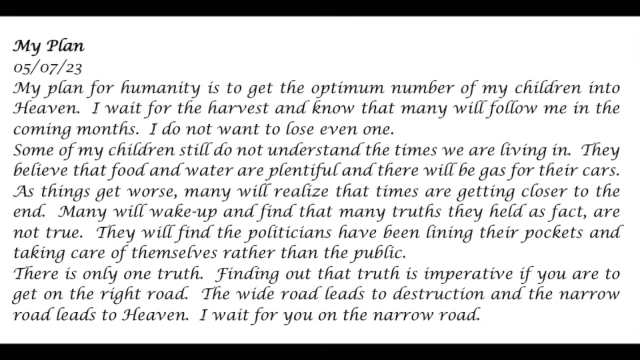 My Plan
05/07/23
My plan for humanity is to get the optimum number of my children into
Heaven. I wait for the harvest and know that many will follow me in the
coming months. I do not want to lose even one.
Some of my children still do not understand the times we are living in. They
believe that food and water are plentiful and there will be gas for their cars.
As things get worse, many will realize that times are getting closer to the
end. Many will wake-up and find that many truths they held as fact, are
not true. They will find the politicians have been lining their pockets and
taking care of themselves rather than the public.
There is only one truth. Finding out that truth is imperative if you are to
get on the right road. The wide road leads to destruction and the narrow
road leads to Heaven. I wait for you on the narrow road.